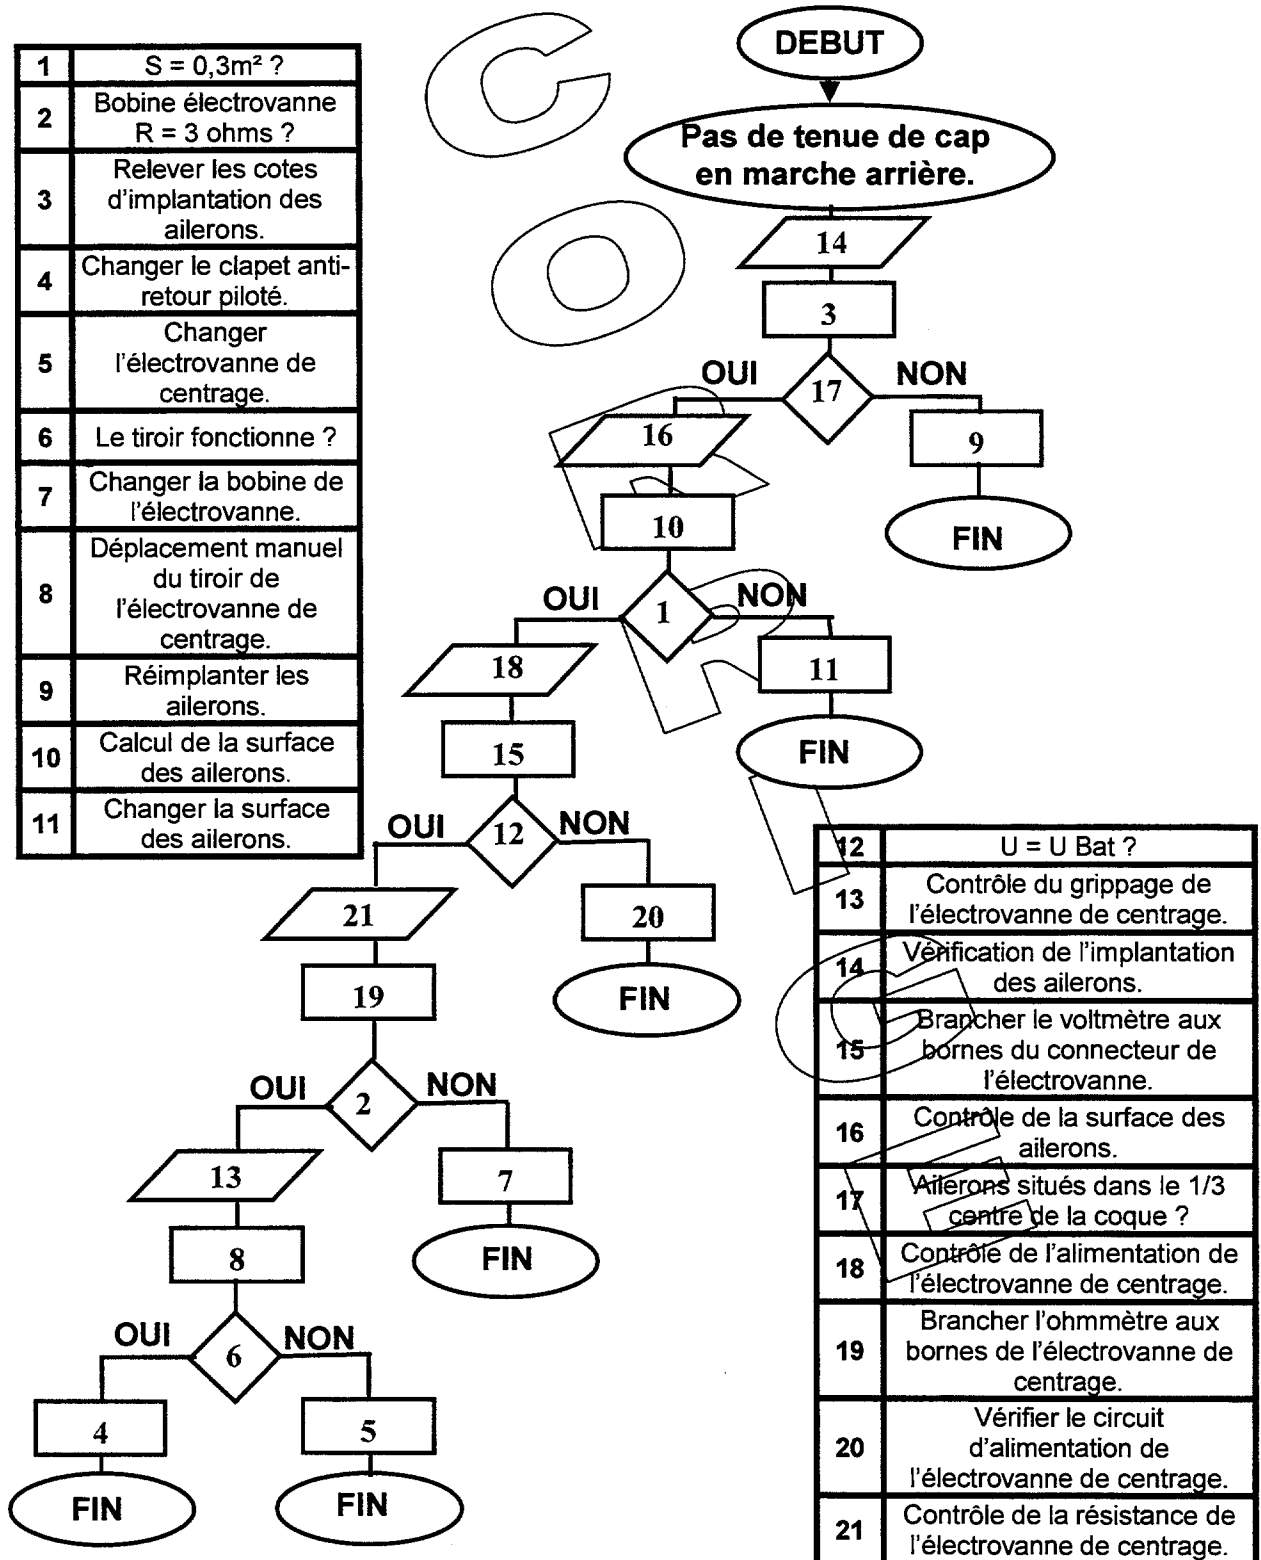 1 S = 0,3m² ?
2 Bobine électrovanne
R = 3 ohms ?
3 Relever les cotes
d'implantation des
ailerons.
4 Changer le clapet anti-
retour piloté.
5 Changer
l'électrovanne de
centrage.
6 Le tiroir fonctionne ?
7 Changer la bobine de
l'électrovanne.
8 Déplacement manuel
du tiroir de
l'électrovanne de
centrage.
9 Réimplanter les
ailerons.
10 Calcul de la surface
des ailerons.
11 Changer la surface
des ailerons.
DEBUT
Pas de tenue de cap
en marche arrière.
14
3
OUI 17 NON
16 9
10 FIN
OUI 1 NON
18 11
15 FIN
OUI 12 NON
21 20
19 FIN
OUI 2 NON
13 7
8 FIN
OUI 6 NON
4 5
FIN FIN
12 U = U Bat ?
13 Contrôle du grippage de
l'électrovanne de centrage.
14 Vérification de l'implantation
des ailerons.
15 Brancher le voltmètre aux
bornes du connecteur de
l'électrovanne.
16 Contrôle de la surface des
ailerons.
17 Ailerons situés dans le 1/3
centre de la coque ?
18 Contrôle de l'alimentation de
l'électrovanne de centrage.
19 Brancher l'ohmmètre aux
bornes de l'électrovanne de
centrage.
20 Vérifier le circuit
d'alimentation de
l'électrovanne de centrage.
21 Contrôle de la résistance de
l'électrovanne de centrage.
CORRIGE